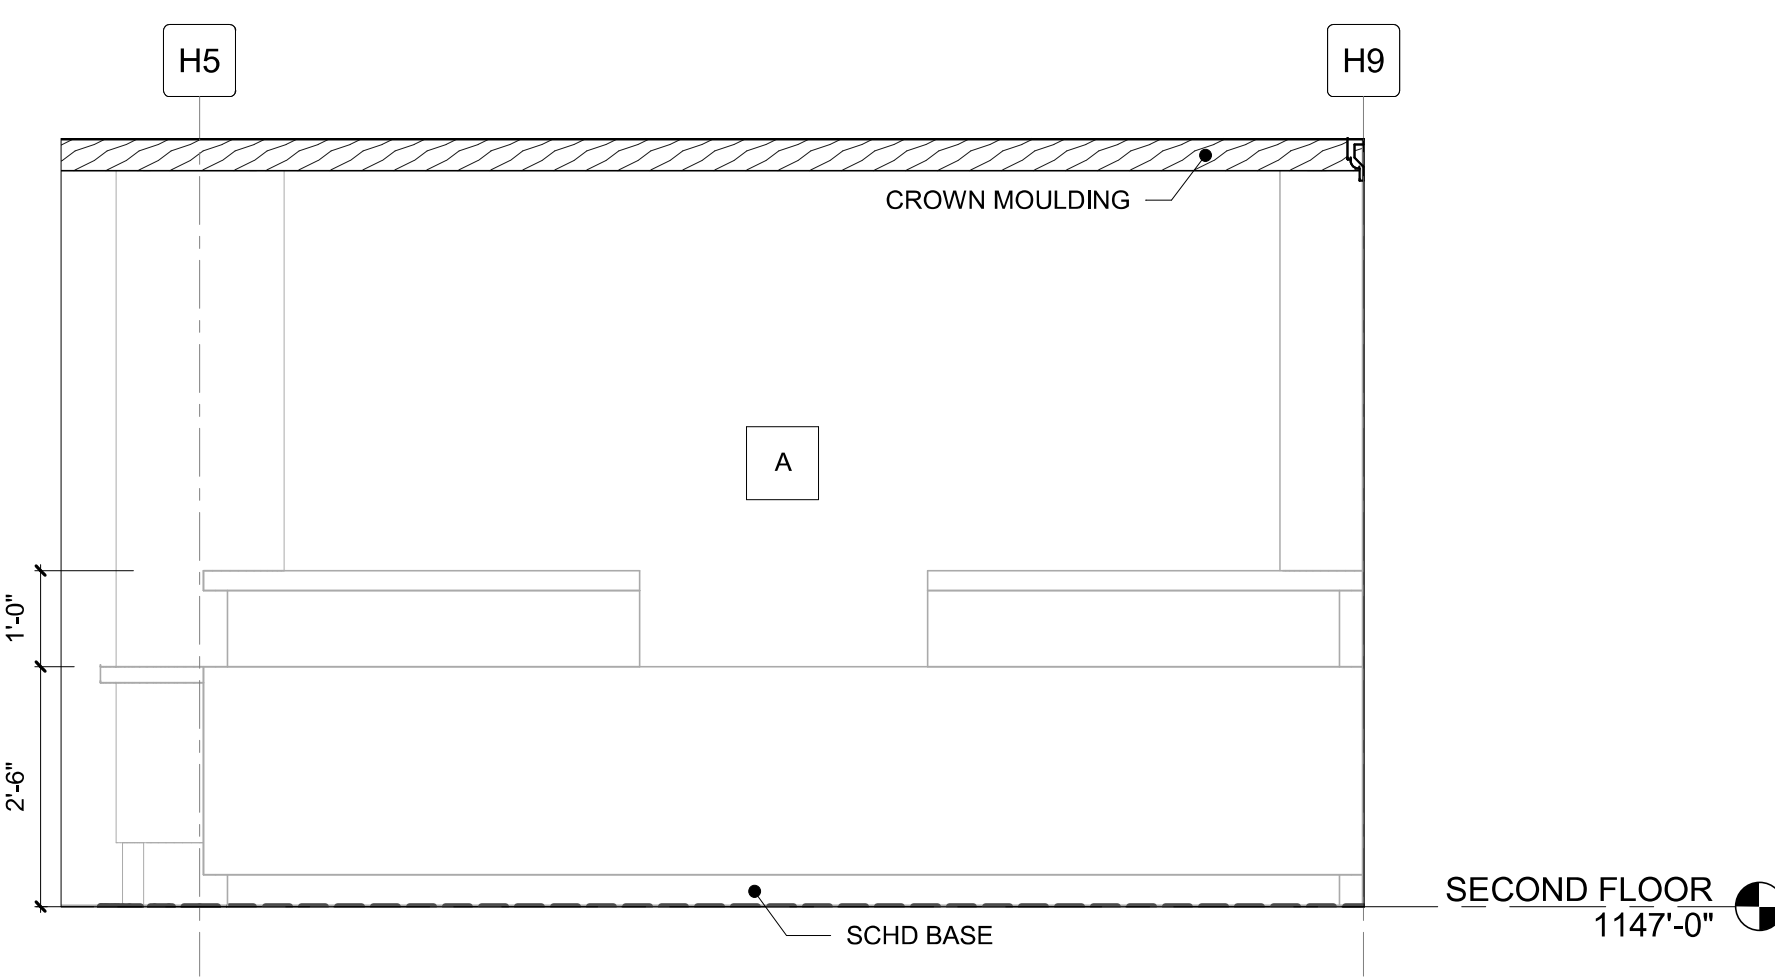 H5
H9
CROWN MOULDING
A
1'-0"
2'-6"
SECOND FLOOR
1147'-0"
SCHD BASE